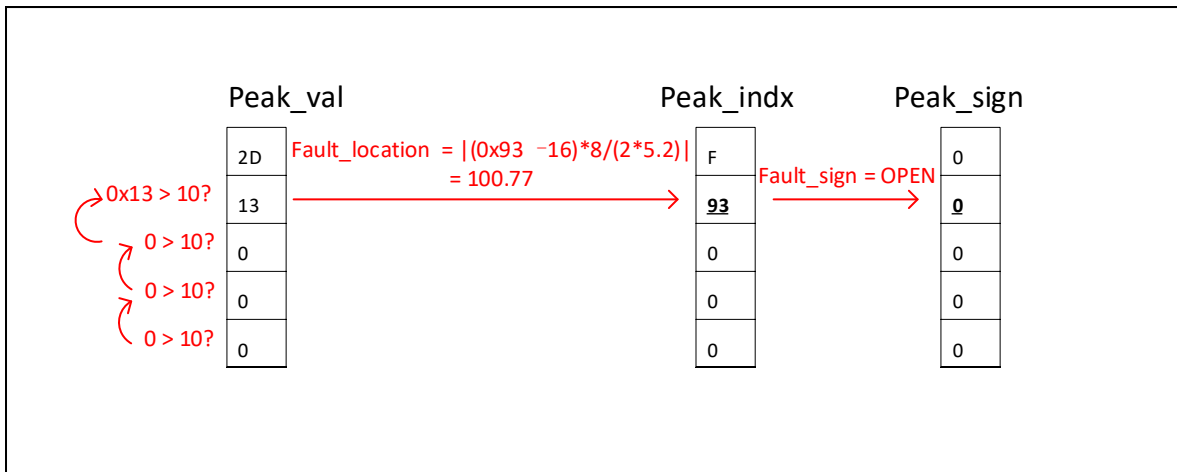 Peak_val Peak_indx Peak_sign
2D Fault_location = |(0x93 −16)*8/(2*5.2)| F 0
= 100.77 Fault_sign = OPEN
0x13 > 10? 13 93 0
0 > 10? 0 0 0
0 > 10? 0 0 0
0 > 10? 0 0 0